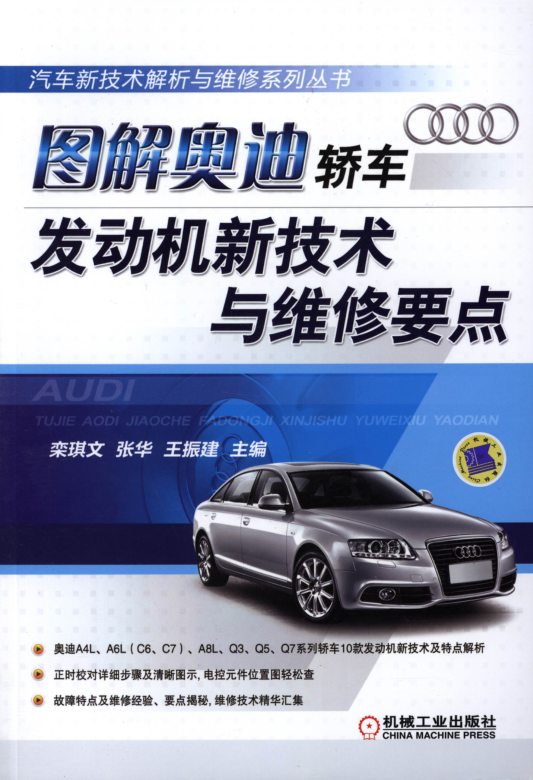 汽车新技术解析与维修系列丛书
图解奥迪轿车
发动机新技术
与维修要点
AUDI
TUJIE AODI JIAOCHE FADONGJI XINJISHU YUWEIXIU YAODIAN
栾琪文 张华 王振建 主编
奥迪A4L、A6L(C6、C7)、A8L、Q3、Q5、Q7系列轿车10款发动机新技术及特点解析
正时校对详细步骤及清晰图示,电控元件位置图轻松查
故障特点及维修经验、要点揭秘,维修技术精华汇集
机械工业出版社
CHINA MACHINE PRESS